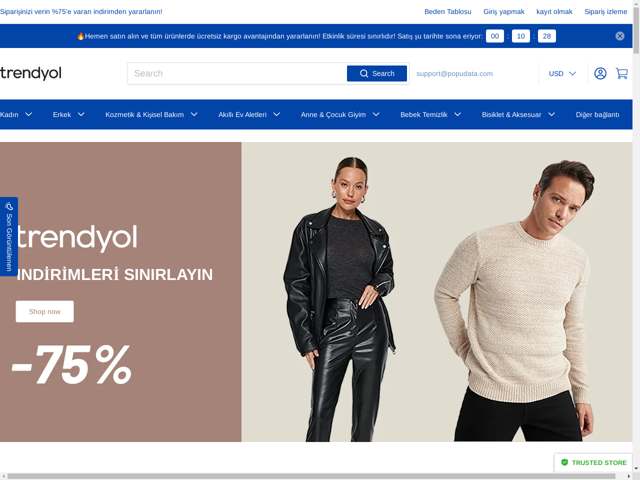 Siparişinizi verin %75'e varan indirimden yararlanın!
Beden Tablosu
Giriş yapmak
kayıt olmak
Sipariş izleme
🔥Hemen satın alın ve tüm ürünlerde ücretsiz kargo avantajından yararlanın! Etkinlik süresi sınırlıdır! Satış şu tarihte sona eriyor: 00 : 10 : 28
trendyol
Search
Search
support@popudata.com
USD
Kadın
Erkek
Kozmetik & Kişisel Bakım
Akıllı Ev Aletleri
Anne & Çocuk Giyim
Bebek Temizlik
Bisiklet & Aksesuar
Diğer bağlantı
Son Görüntülenen
trendyol
INDİRİMLERİ SINIRLAYIN
Shop now
-75%
TRUSTED STORE